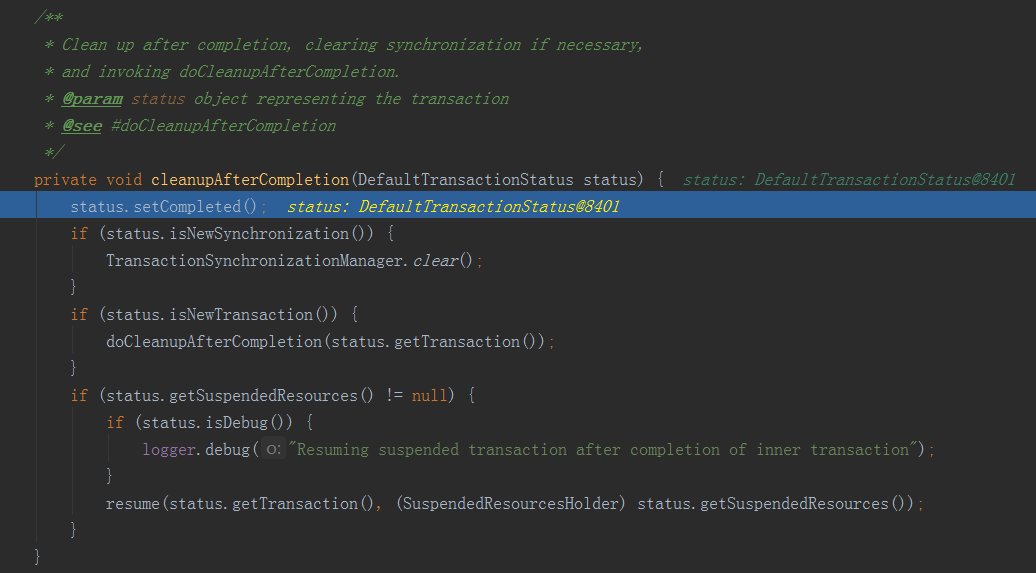 /**
 * Clean up after completion, clearing synchronization if necessary,
 * and invoking doCleanupAfterCompletion.
 * @param status object representing the transaction
 * @see #doCleanupAfterCompletion
 */
private void cleanupAfterCompletion(DefaultTransactionStatus status) {  status: DefaultTransactionStatus@8401
    status.setCompleted();  status: DefaultTransactionStatus@8401
    if (status.isNewSynchronization()) {
        TransactionSynchronizationManager.clear();
    }
    if (status.isNewTransaction()) {
        doCleanupAfterCompletion(status.getTransaction());
    }
    if (status.getSuspendedResources() != null) {
        if (status.isDebug()) {
            logger.debug( o: "Resuming suspended transaction after completion of inner transaction");
        }
        resume(status.getTransaction(), (SuspendedResourcesHolder) status.getSuspendedResources());
    }
}